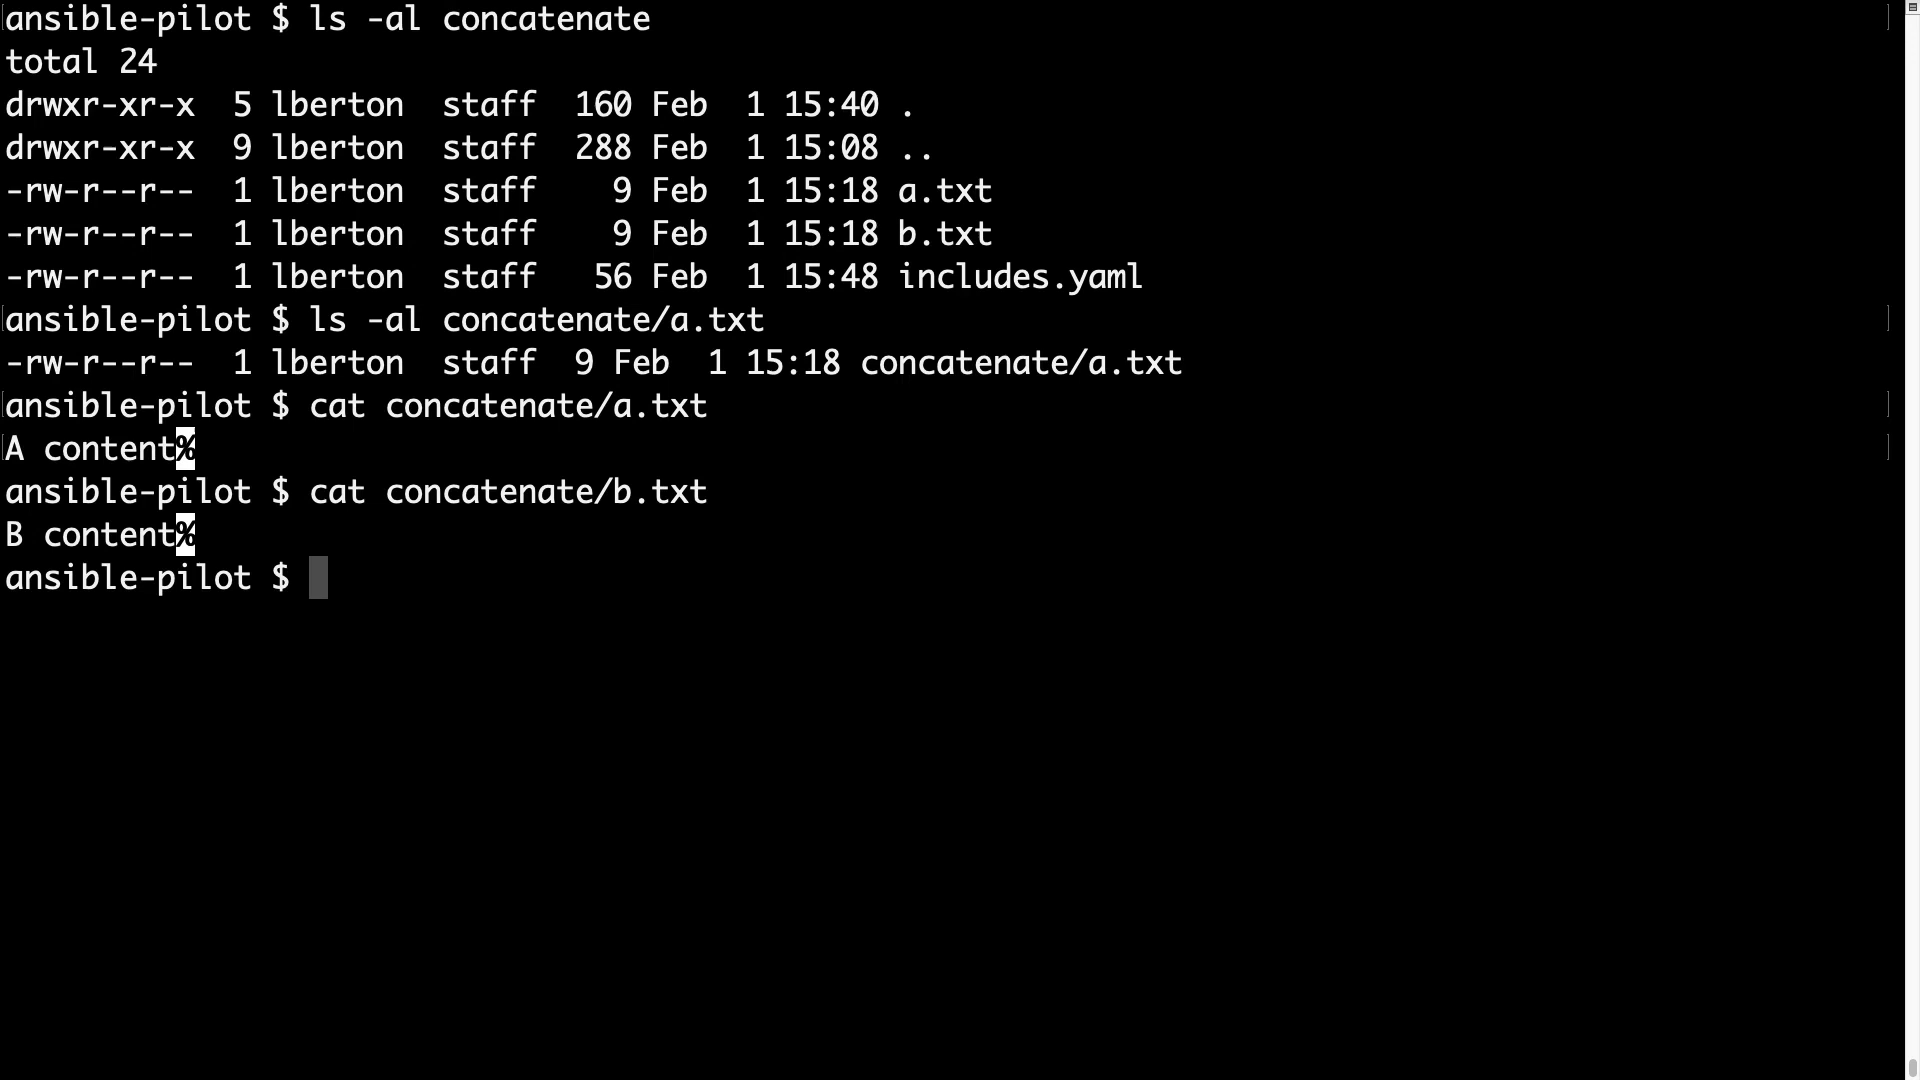 ansible-pilot $ ls -al concatenate
total 24
drwxr-xr-x  5 lberton  staff  160 Feb  1 15:40 .
drwxr-xr-x  9 lberton  staff  288 Feb  1 15:08 ..
-rw-r--r--  1 lberton  staff    9 Feb  1 15:18 a.txt
-rw-r--r--  1 lberton  staff    9 Feb  1 15:18 b.txt
-rw-r--r--  1 lberton  staff   56 Feb  1 15:48 includes.yaml
ansible-pilot $ ls -al concatenate/a.txt
-rw-r--r--  1 lberton  staff  9 Feb  1 15:18 concatenate/a.txt
ansible-pilot $ cat concatenate/a.txt
A content%
ansible-pilot $ cat concatenate/b.txt
B content%
ansible-pilot $